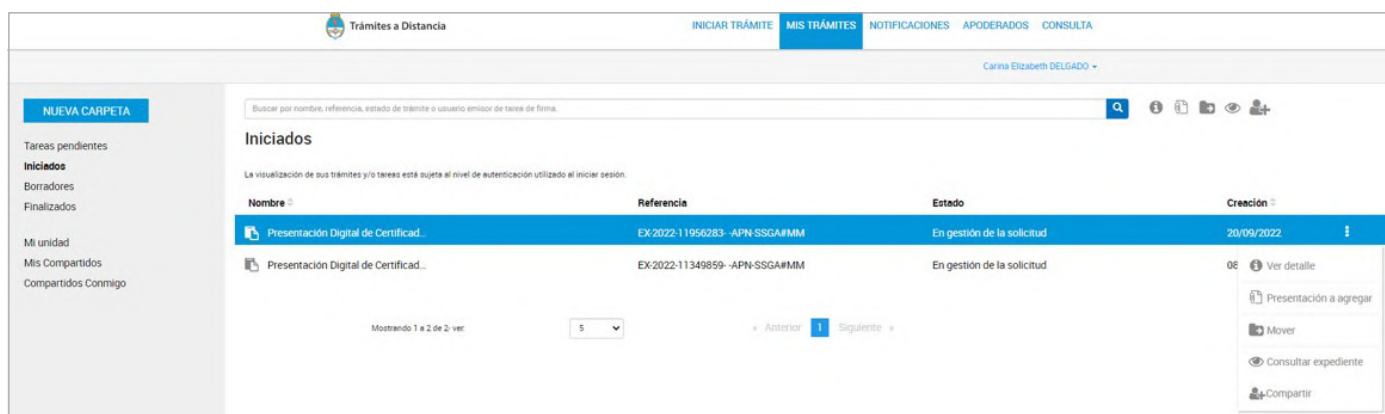 Trámites a Distancia
INICIAR TRÁMITE MIS TRÁMITES NOTIFICACIONES APODERADOS CONSULTA
Carina Elizabeth DELGADO
NUEVA CARPETA
Tareas pendientes
Iniciados
Borradores
Finalizados
Mi unidad
Mis Compartidos
Compartidos Conmigo
Buscar por nombre, referencia, estado de trámite o usuario emisor de tarea de firma.
Iniciados
La visualización de sus trámites y/o tareas está sujeta al nivel de autenticación utilizado al iniciar sesión.
Nombre Referencia Estado Creación
Presentación Digital de Certificad... EX-2022-11956283- -APN-SSGA#MM En gestión de la solicitud 20/09/2022
Presentación Digital de Certificad... EX-2022-11349859- -APN-SSGA#MM En gestión de la solicitud 08
Ver detalle
Presentación a agregar
Mover
Consultar expediente
Compartir
Mostrando 1 a 2 de 2- ver: 5 « Anterior 1 Siguiente »